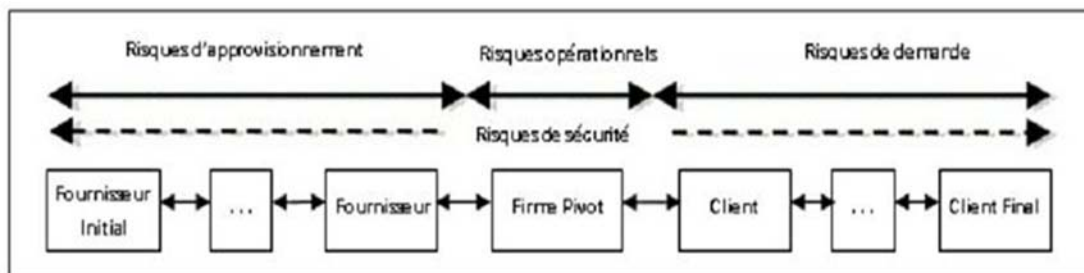 Risques d'approvisionnement
Risques opérationnels
Risques de demande
Risques de sécurité
Fournisseur
Initial
...
Fournisseur
Firme Pivot
Client
...
Client Final